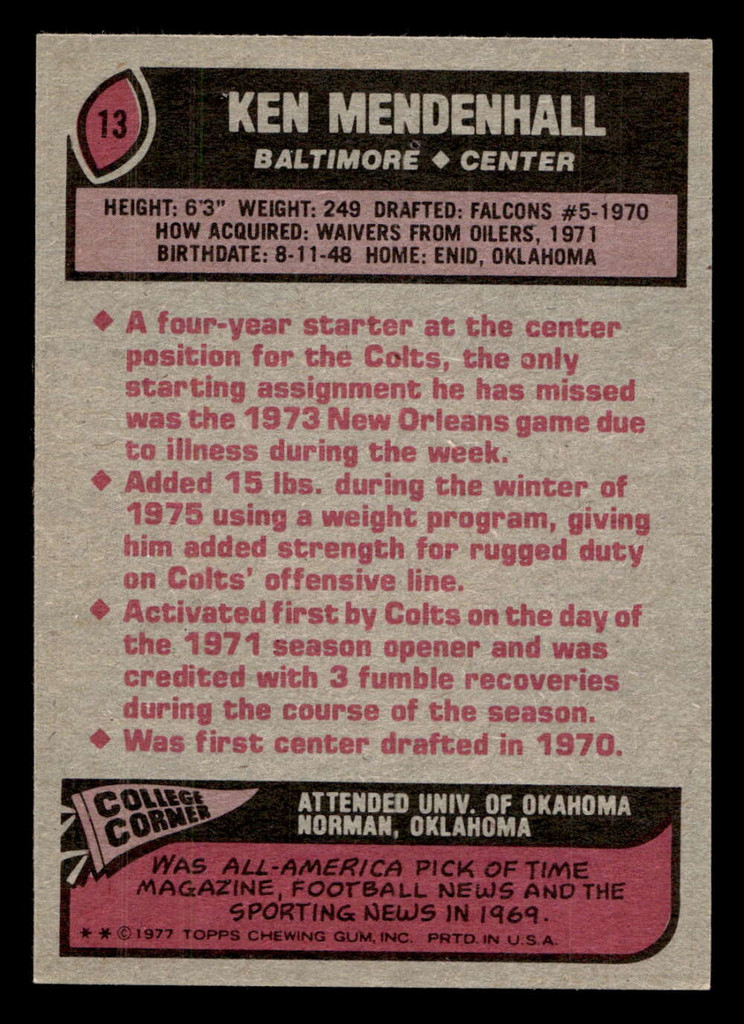 13
KEN MENDENHALL
BALTIMORE ◆ CENTER
HEIGHT: 6'3" WEIGHT: 249 DRAFTED: FALCONS #5-1970
HOW ACQUIRED: WAIVERS FROM OILERS, 1971
BIRTHDATE: 8-11-48 HOME: ENID, OKLAHOMA
◆ A four-year starter at the center
position for the Colts, the only
starting assignment he has missed
was the 1973 New Orleans game due
to illness during the week.
◆ Added 15 lbs. during the winter of
1975 using a weight program, giving
him added strength for rugged duty
on Colts' offensive line.
◆ Activated first by Colts on the day of
the 1971 season opener and was
credited with 3 fumble recoveries
during the course of the season.
◆ Was first center drafted in 1970.
COLLEGE
CORNER
ATTENDED UNIV. OF OKAHOMA
NORMAN, OKLAHOMA
WAS ALL-AMERICA PICK OF TIME
MAGAZINE, FOOTBALL NEWS AND THE
SPORTING NEWS IN 1969.
* * © 1977 TOPPS CHEWING GUM, INC. PRTD. IN U.S.A.